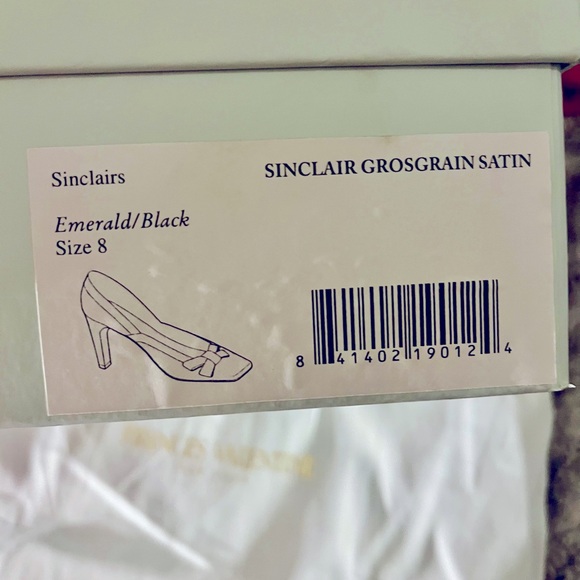 Sinclairs
SINCLAIR GROSGRAIN SATIN
Emerald/Black
Size 8
8 41402 19012 4